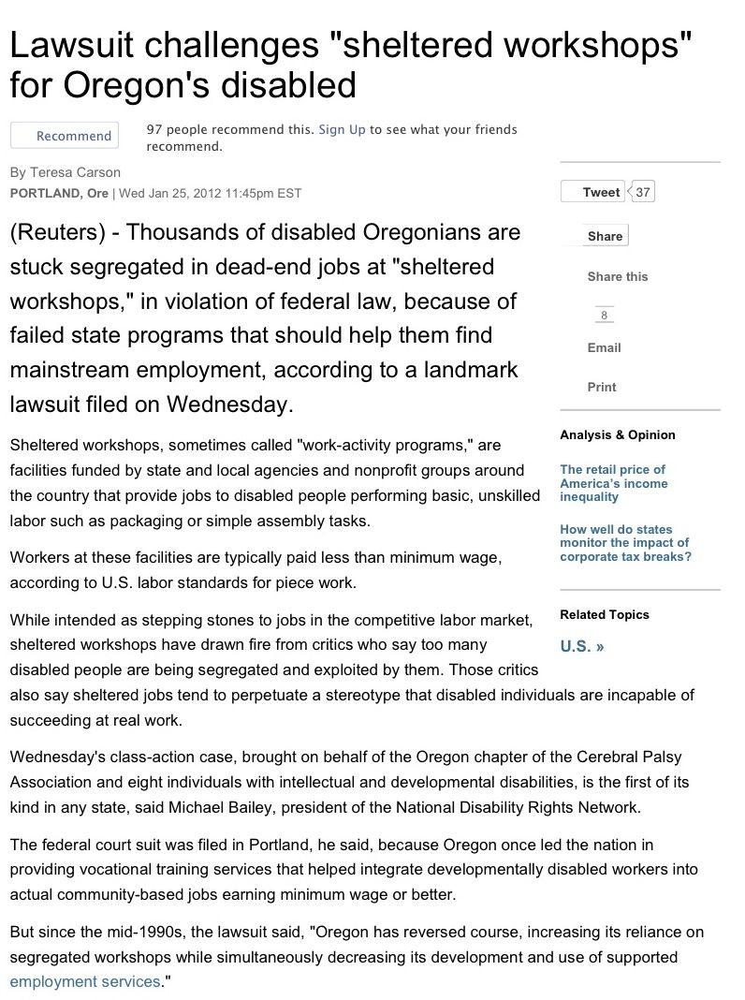 Lawsuit challenges "sheltered workshops"
for Oregon's disabled
Recommend
97 people recommend this. Sign Up to see what your friends
recommend.
By Teresa Carson
PORTLAND, Ore | Wed Jan 25, 2012 11:45pm EST
(Reuters) - Thousands of disabled Oregonians are
stuck segregated in dead-end jobs at "sheltered
workshops," in violation of federal law, because of
failed state programs that should help them find
mainstream employment, according to a landmark
lawsuit filed on Wednesday.
Sheltered workshops, sometimes called "work-activity programs," are
facilities funded by state and local agencies and nonprofit groups around
the country that provide jobs to disabled people performing basic, unskilled
labor such as packaging or simple assembly tasks.
Workers at these facilities are typically paid less than minimum wage,
according to U.S. labor standards for piece work.
While intended as stepping stones to jobs in the competitive labor market,
sheltered workshops have drawn fire from critics who say too many
disabled people are being segregated and exploited by them. Those critics
also say sheltered jobs tend to perpetuate a stereotype that disabled individuals are incapable of
succeeding at real work.
Wednesday's class-action case, brought on behalf of the Oregon chapter of the Cerebral Palsy
Association and eight individuals with intellectual and developmental disabilities, is the first of its
kind in any state, said Michael Bailey, president of the National Disability Rights Network.
The federal court suit was filed in Portland, he said, because Oregon once led the nation in
providing vocational training services that helped integrate developmentally disabled workers into
actual community-based jobs earning minimum wage or better.
But since the mid-1990s, the lawsuit said, "Oregon has reversed course, increasing its reliance on
segregated workshops while simultaneously decreasing its development and use of supported
employment services."
Tweet 37
Share
Share this
8
Email
Print
Analysis & Opinion
The retail price of
America's income
inequality
How well do states
monitor the impact of
corporate tax breaks?
Related Topics
U.S. »